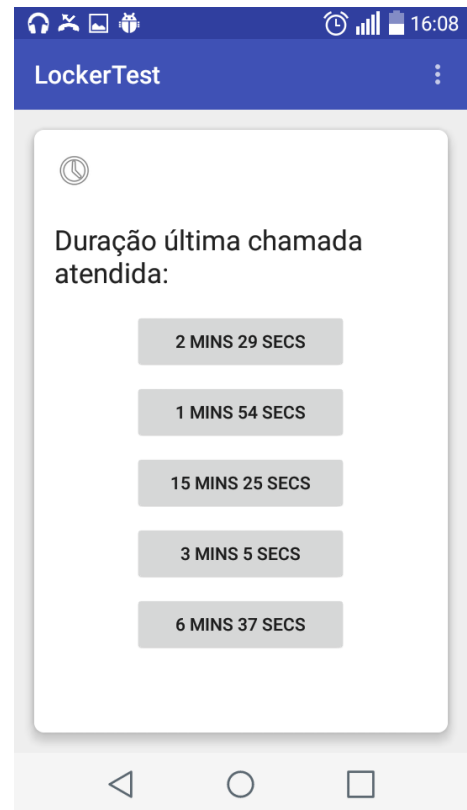 16:08
LockerTest
Duração última chamada
atendida:
2 MINS 29 SECS
1 MINS 54 SECS
15 MINS 25 SECS
3 MINS 5 SECS
6 MINS 37 SECS